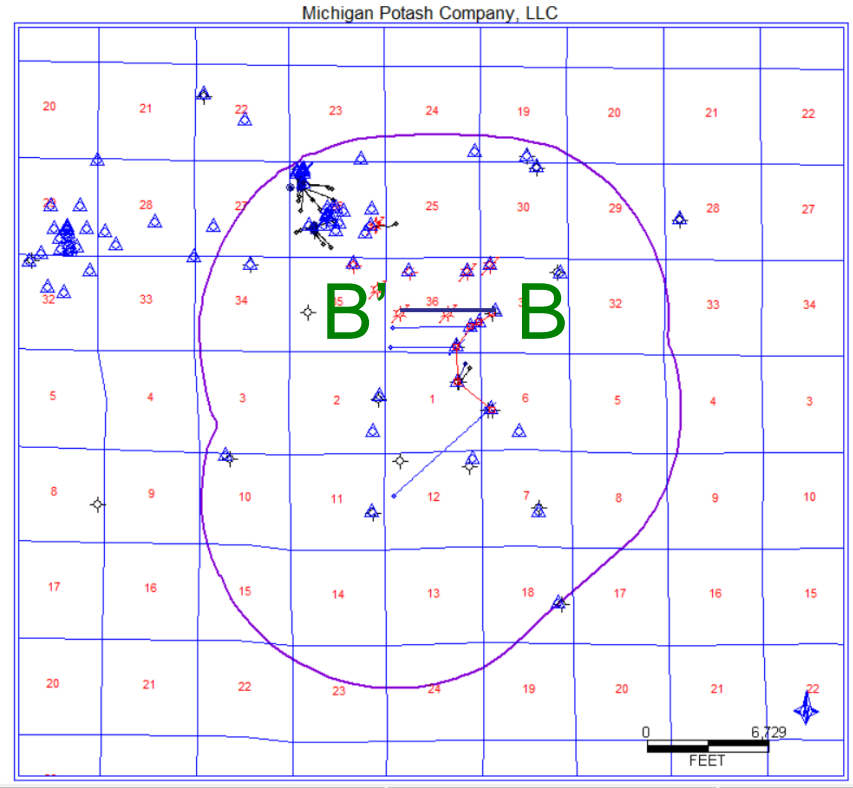 Michigan Potash Company, LLC
20 21 22 23 24 19 20 21 22
28 27 25 30 29 28 27
32 33 34 35 36 32 33 34
B’ B
5 4 3 2 1 6 5 4 3
8 9 10 11 12 7 8 9 10
17 16 15 14 13 18 17 16 15
20 21 22 23 24 19 20 21 22
0 6,729
FEET